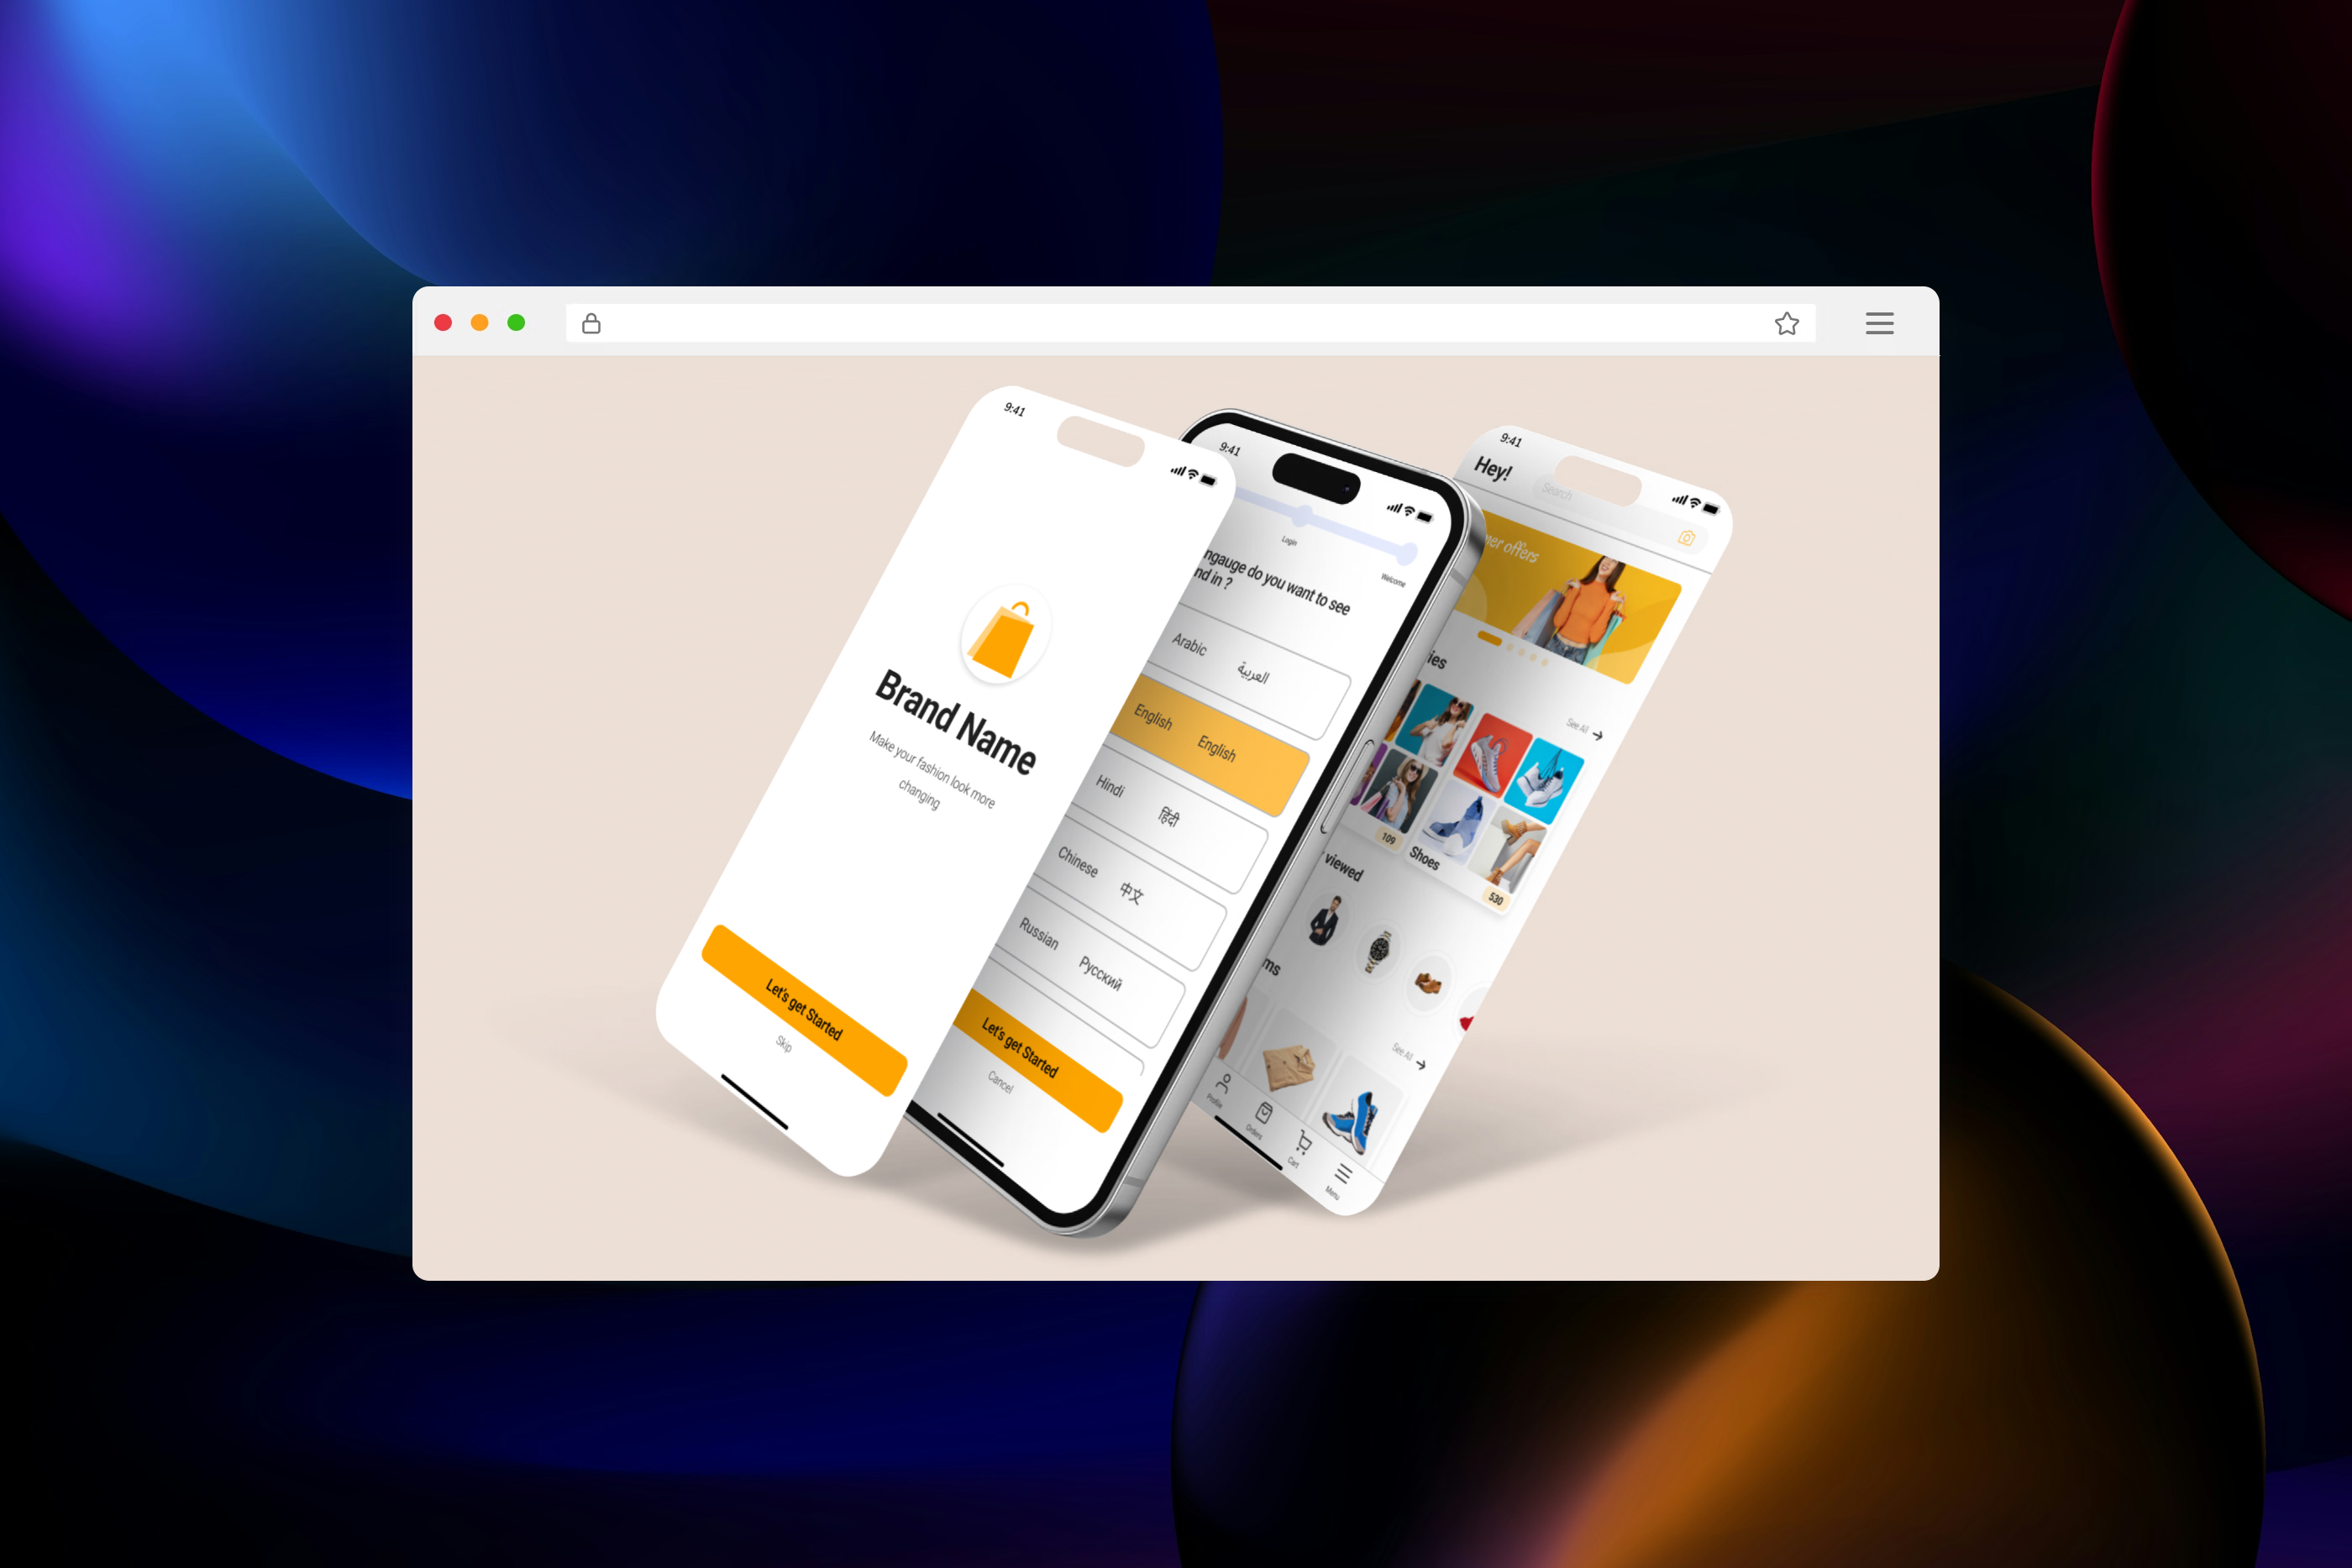 9:41
Brand Name
Make your fashion look more
changing
Let's get Started
Skip
9:41
Login
Welcome
ngauge do you want to see
nd in ?
Arabic العربية
English English
Hindi हिंदी
Chinese 中文
Russian Русский
Let's get Started
Cancel
9:41
Hey!
Search
mer offers
ies
See All
109
Shoes
530
viewed
ms
See All
Profile
Orders
Cart
Menu